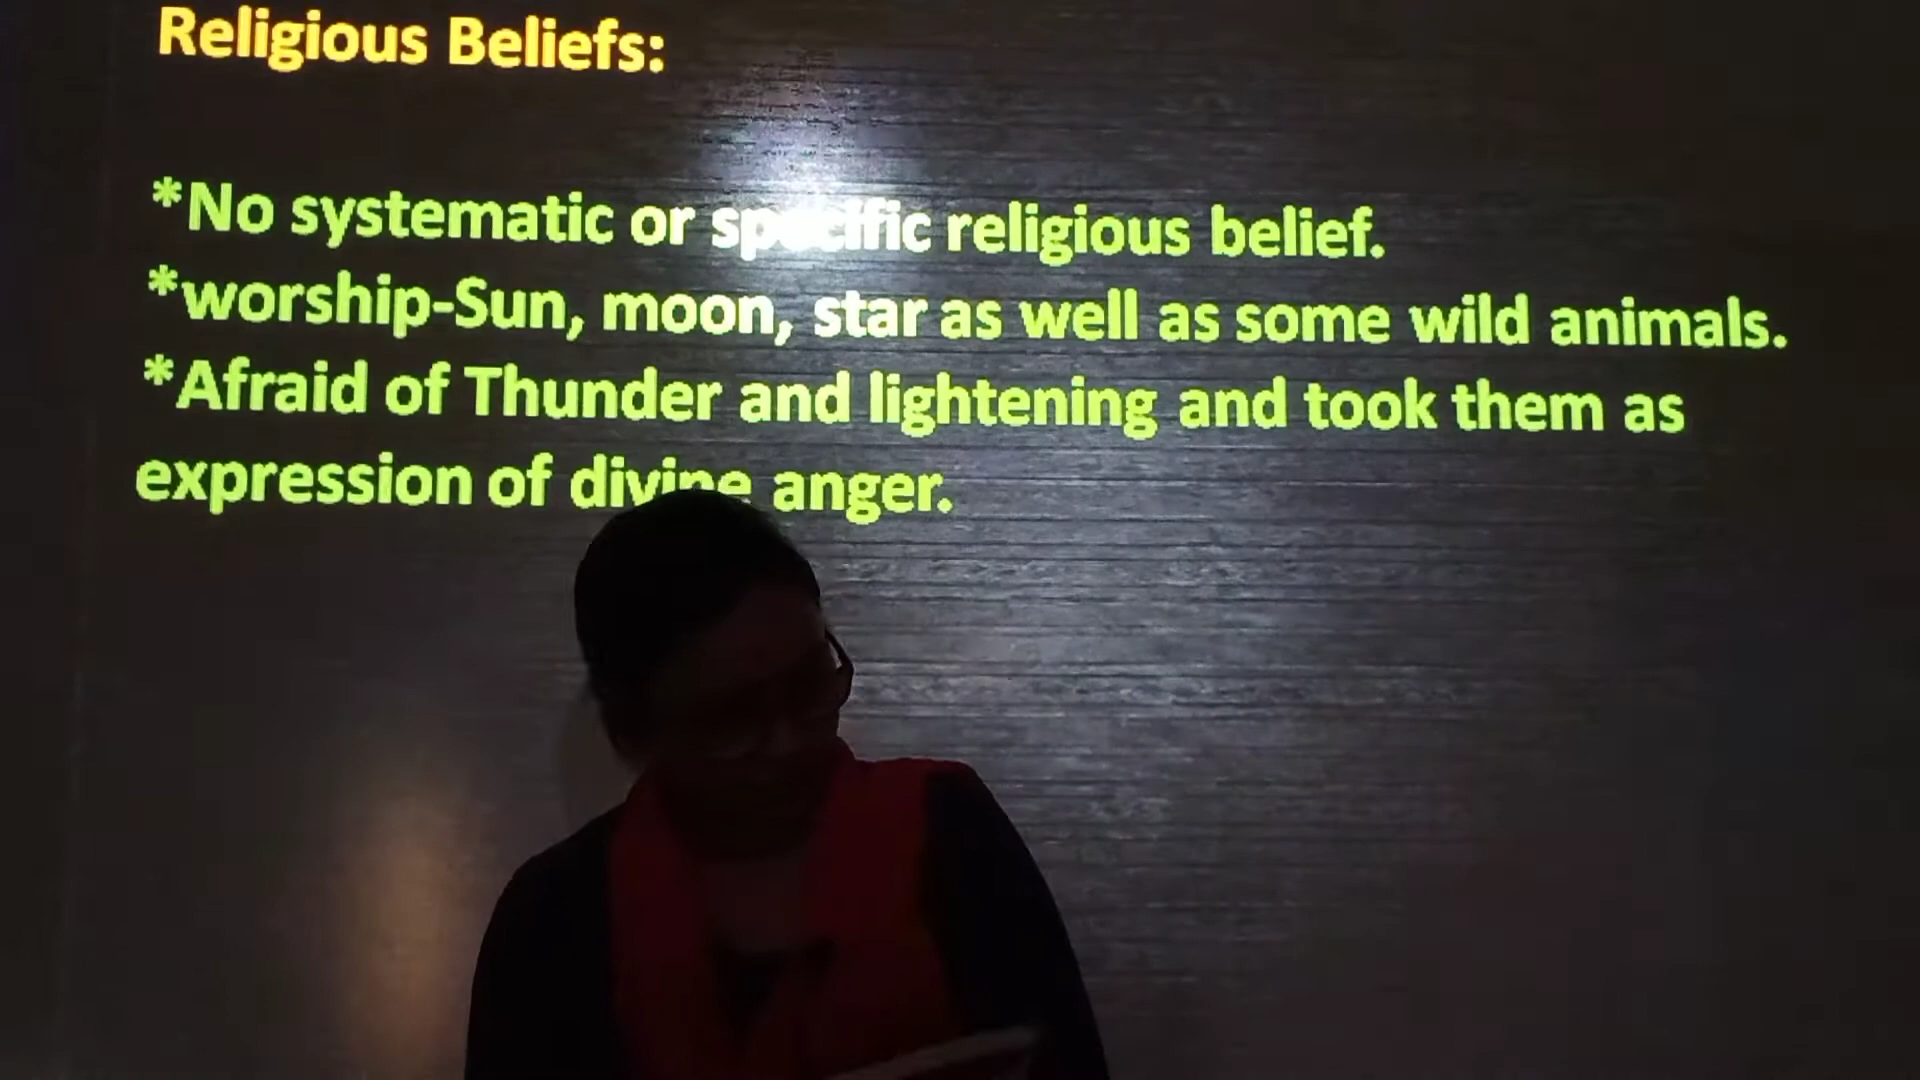 Religious Beliefs:
*No systematic or specific religious belief.
*worship-Sun, moon, star as well as some wild animals.
*Afraid of Thunder and lightening and took them as
expression of divine anger.